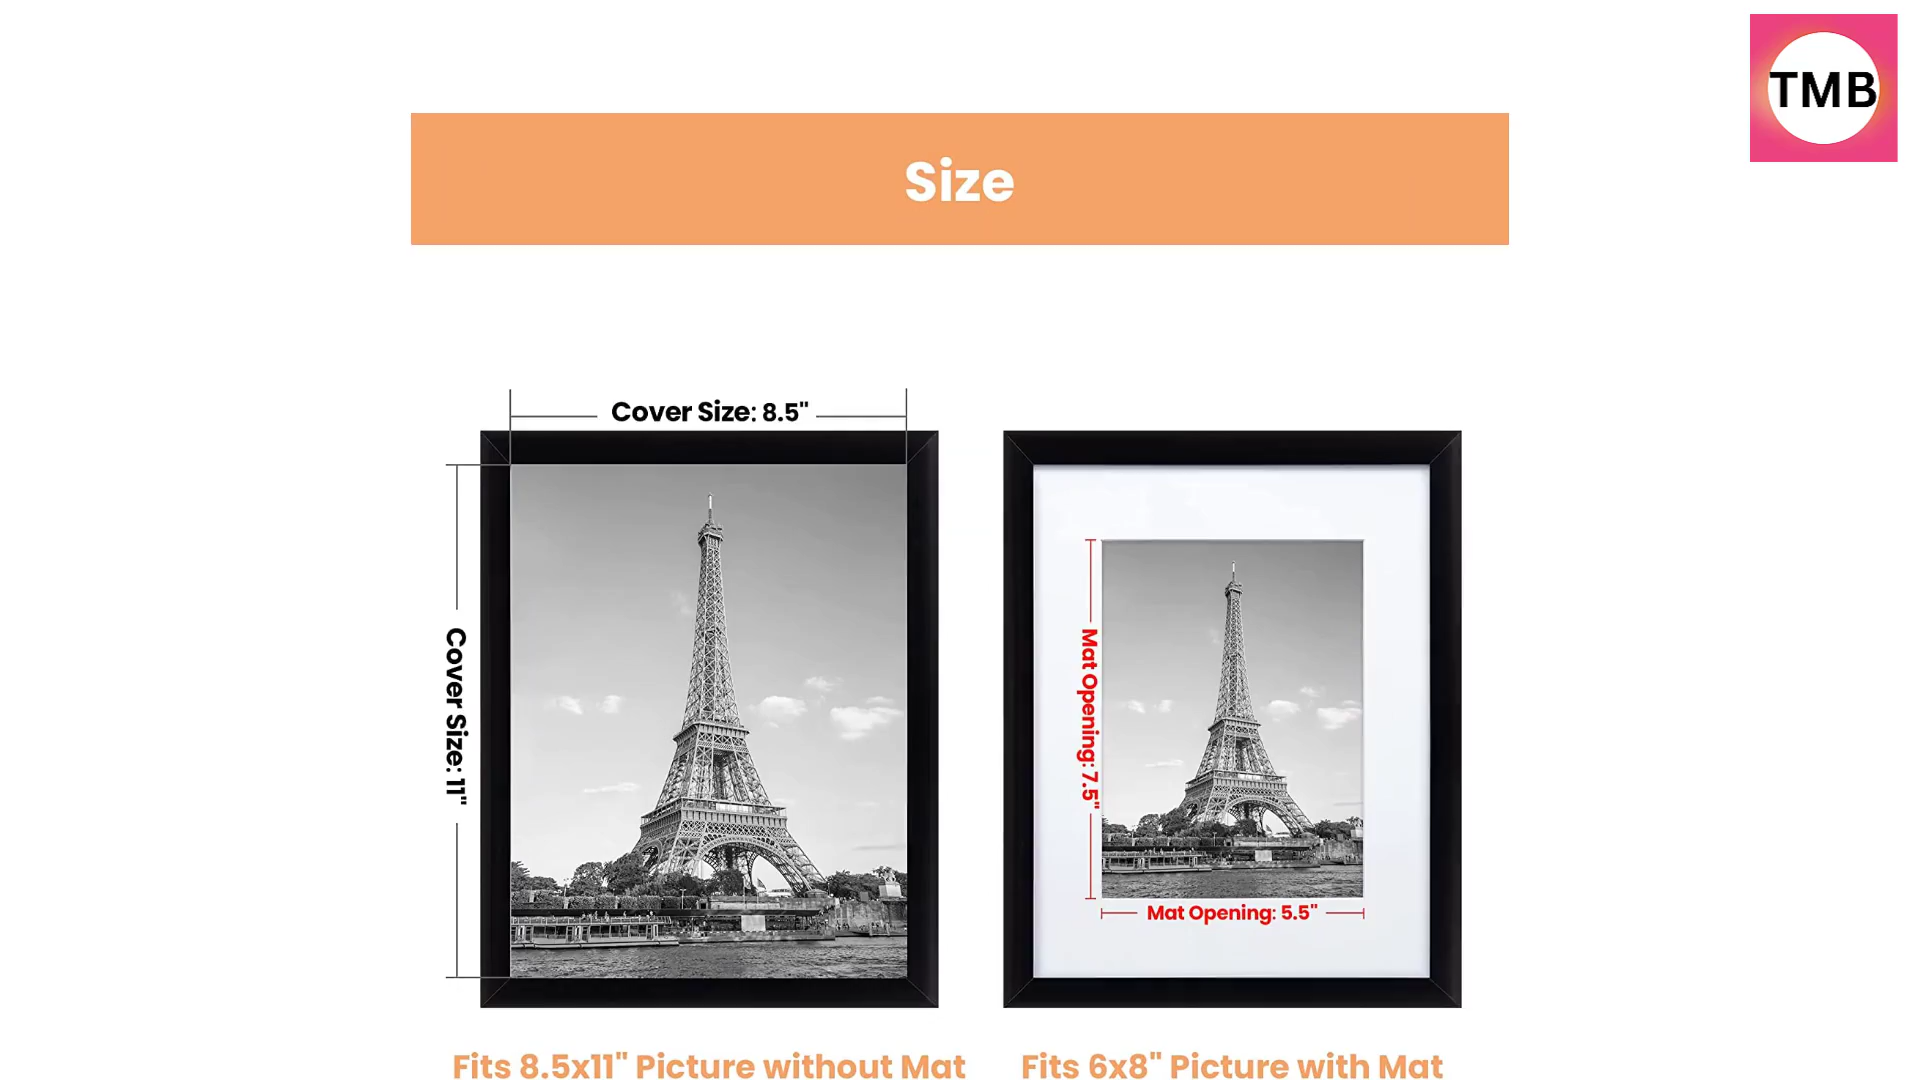 TMB
Size
Cover Size: 8.5"
Cover Size: 11"
Mat Opening: 7.5"
Mat Opening: 5.5"
Fits 8.5x11" Picture without Mat
Fits 6x8" Picture with Mat